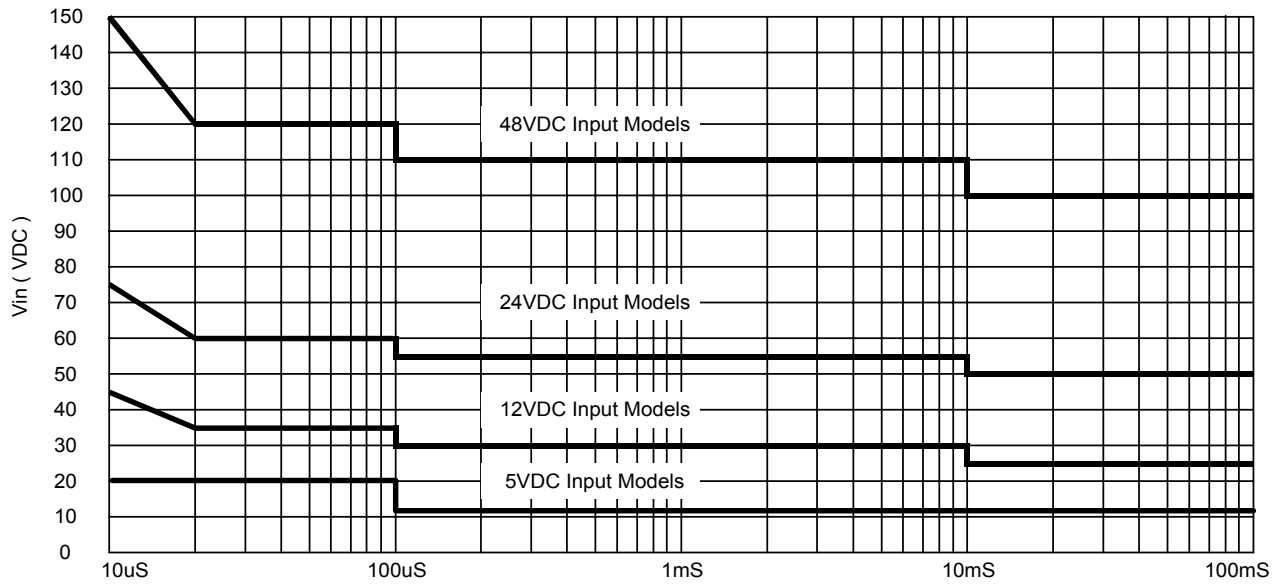 150
140
130
120
110
100
90
80
70
60
50
40
30
20
10
0
Vin ( VDC )
48VDC Input Models
24VDC Input Models
12VDC Input Models
5VDC Input Models
10uS 100uS 1mS 10mS 100mS